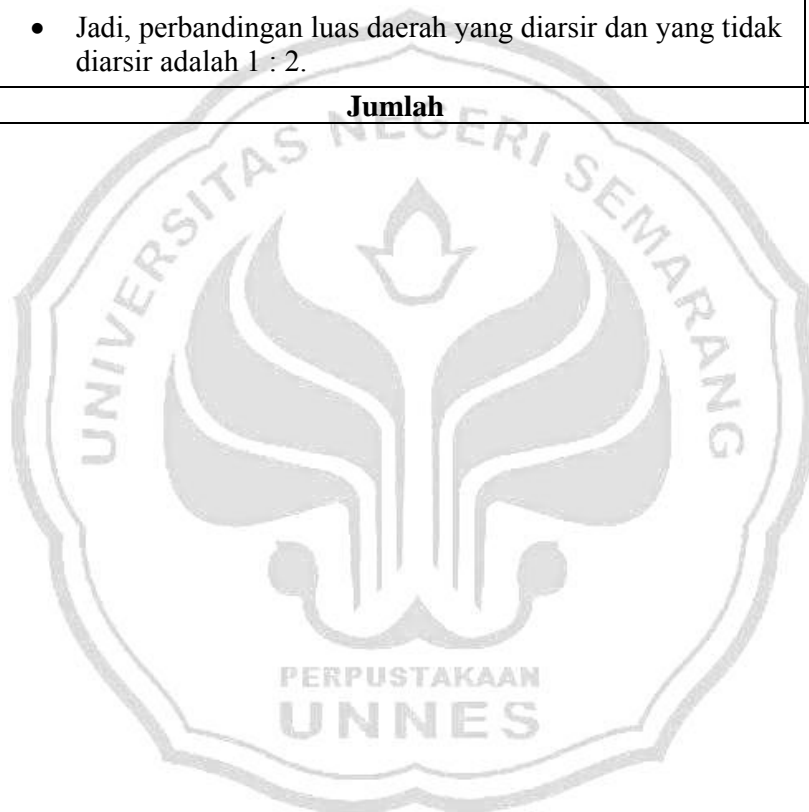 • Jadi, perbandingan luas daerah yang diarsir dan yang tidak
diarsir adalah 1 : 2.
Jumlah
UNIVERSITAS NEGERI SEMARANG
PERPUSTAKAAN
UNNES